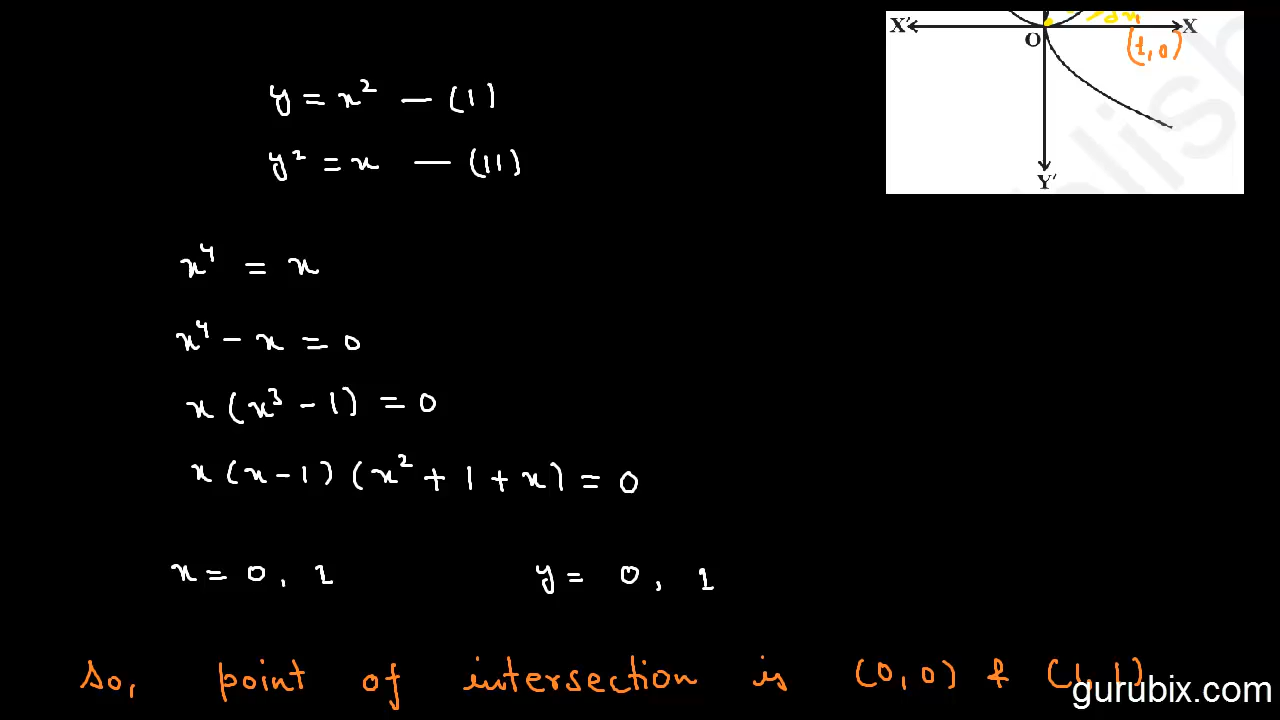 X' X
O
(1,0)
Y'
y = x² — (1)
y² = x — (11)
x⁴ = x
x⁴ - x = 0
x (x³ - 1) = 0
x (x-1) (x² + 1 + x) = 0
x = 0, 1 y = 0, 1
So, point of intersection is (0,0) & (1,1)
gurubix.com